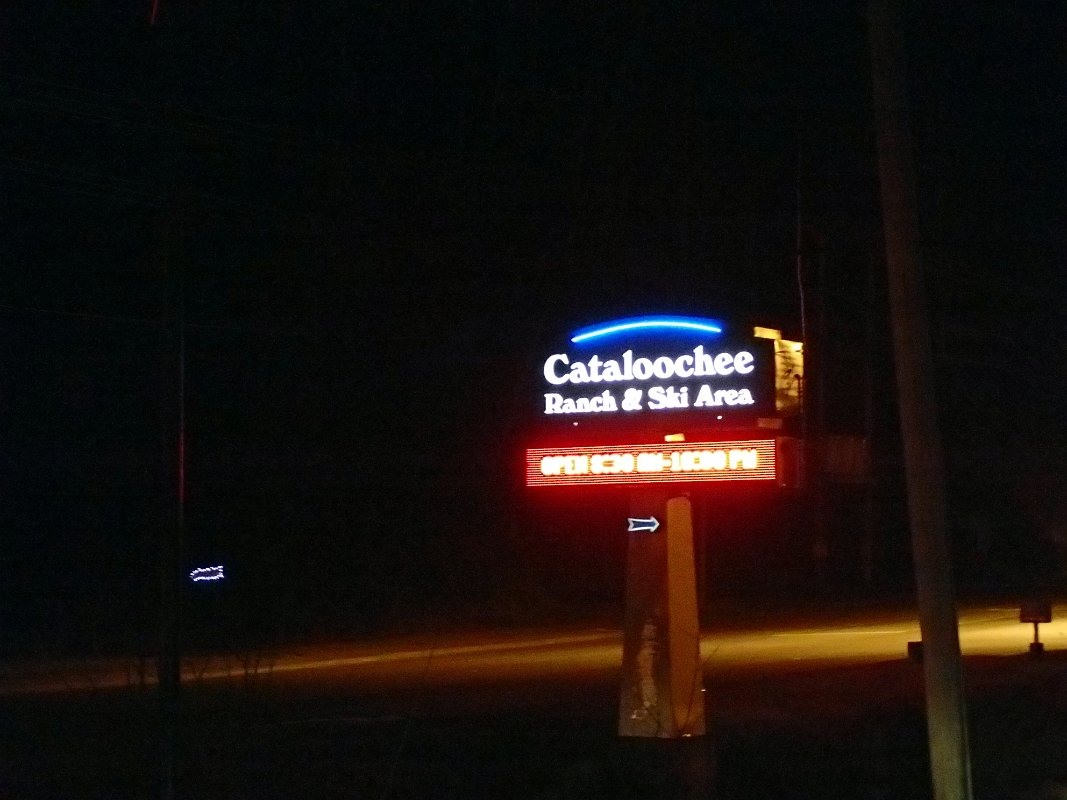 Cataloochee
Ranch & Ski Area
OPEN 8:30 AM-10:00 PM